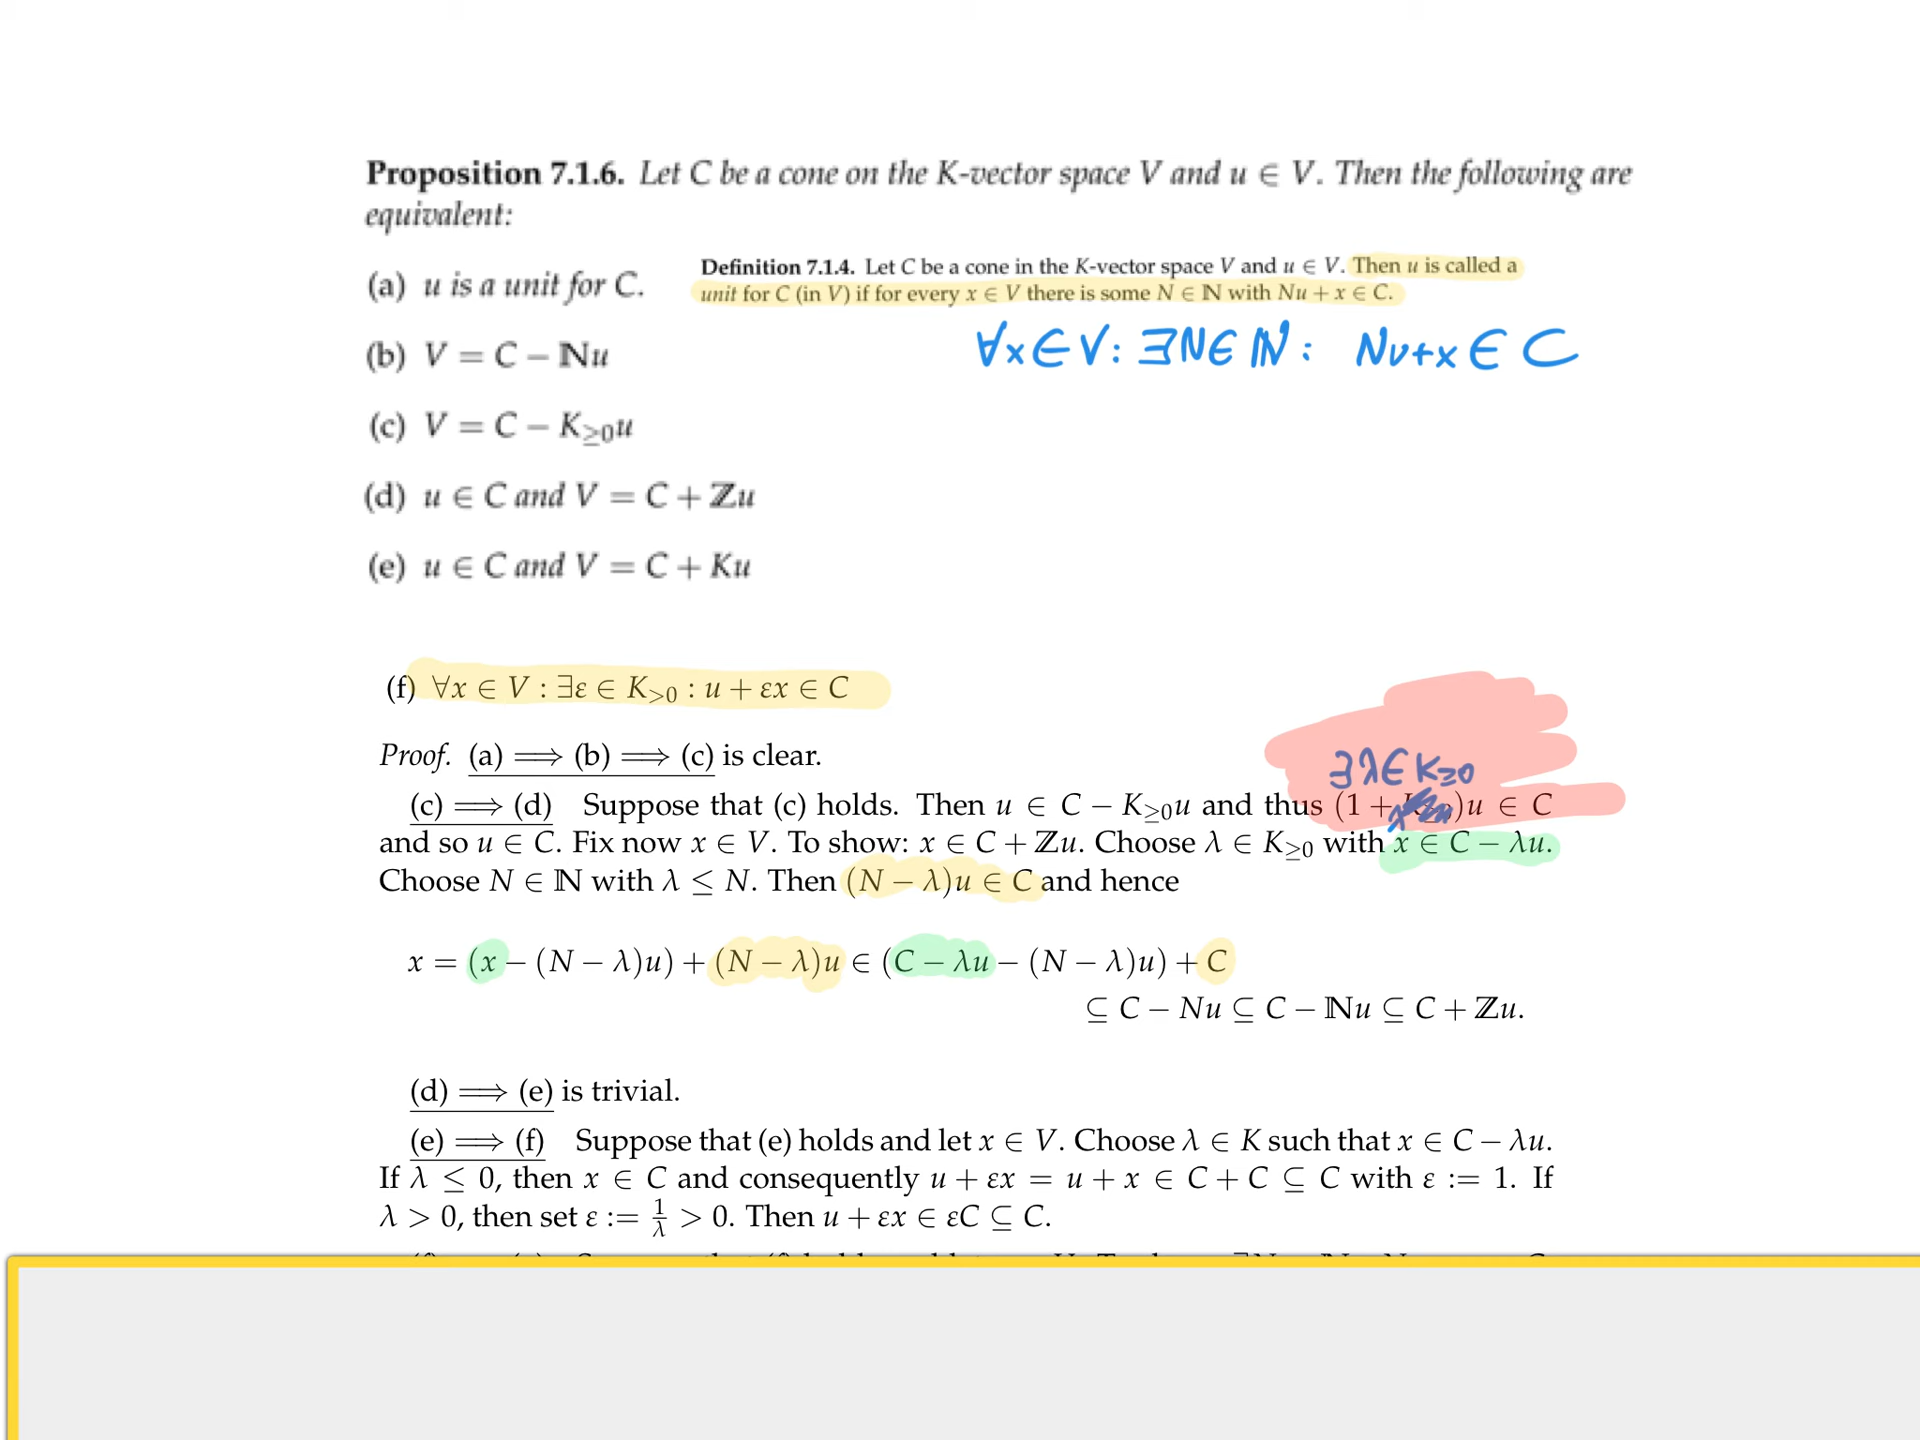 Proposition 7.1.6. Let C be a cone on the K-vector space V and u ∈ V. Then the following are
equivalent:
(a) u is a unit for C.
Definition 7.1.4. Let C be a cone in the K-vector space V and u ∈ V. Then u is called a
unit for C (in V) if for every x ∈ V there is some N ∈ ℕ with Nu + x ∈ C.
∀x ∈ V: ∃N ∈ ℕ: Nu+x ∈ C
(b) V = C − ℕu
(c) V = C − K≥0u
(d) u ∈ C and V = C + ℤu
(e) u ∈ C and V = C + Ku
(f) ∀x ∈ V : ∃ε ∈ K>0 : u + εx ∈ C
Proof. (a) ⟹ (b) ⟹ (c) is clear.
∃λ∈K≥0
(c) ⟹ (d) Suppose that (c) holds. Then u ∈ C − K≥0u and thus (1 + )u ∈ C
and so u ∈ C. Fix now x ∈ V. To show: x ∈ C + ℤu. Choose λ ∈ K≥0 with x ∈ C − λu.
Choose N ∈ ℕ with λ ≤ N. Then (N − λ)u ∈ C and hence
x = (x − (N − λ)u) + (N − λ)u ∈ (C − λu − (N − λ)u) + C
⊆ C − Nu ⊆ C − ℕu ⊆ C + ℤu.
(d) ⟹ (e) is trivial.
(e) ⟹ (f) Suppose that (e) holds and let x ∈ V. Choose λ ∈ K such that x ∈ C − λu.
If λ ≤ 0, then x ∈ C and consequently u + εx = u + x ∈ C + C ⊆ C with ε := 1. If
λ > 0, then set ε := 1/λ > 0. Then u + εx ∈ εC ⊆ C.